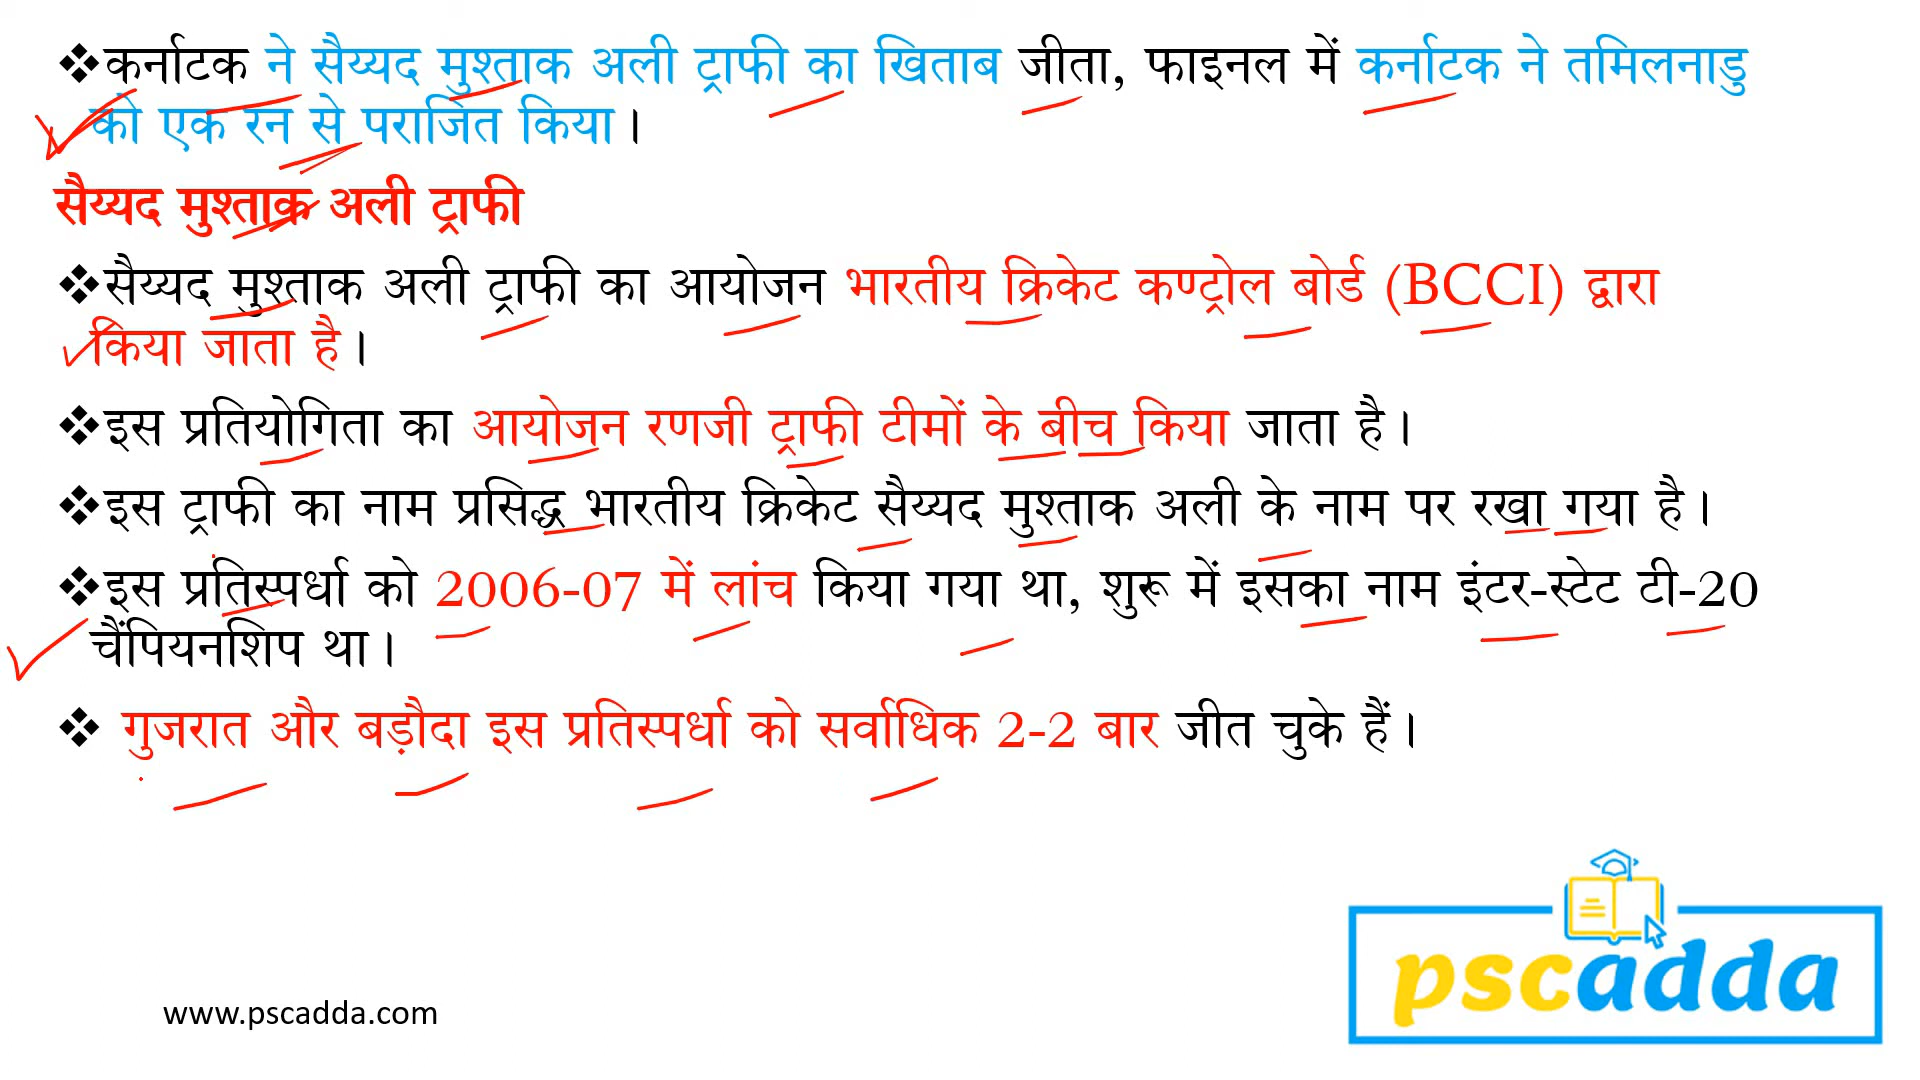 ❖कर्नाटक ने सैय्यद मुश्ताक अली ट्राफी का खिताब जीता, फाइनल में कर्नाटक ने तमिलनाडु
को एक रन से पराजित किया।
सैय्यद मुश्ताक अली ट्राफी
❖सैय्यद मुश्ताक अली ट्राफी का आयोजन भारतीय क्रिकेट कण्ट्रोल बोर्ड (BCCI) द्वारा
किया जाता है।
❖इस प्रतियोगिता का आयोजन रणजी ट्राफी टीमों के बीच किया जाता है।
❖इस ट्राफी का नाम प्रसिद्ध भारतीय क्रिकेट सैय्यद मुश्ताक अली के नाम पर रखा गया है।
❖इस प्रतिस्पर्धा को 2006-07 में लांच किया गया था, शुरू में इसका नाम इंटर-स्टेट टी-20
चैंपियनशिप था।
❖ गुजरात और बड़ौदा इस प्रतिस्पर्धा को सर्वाधिक 2-2 बार जीत चुके हैं।
pscadda
www.pscadda.com